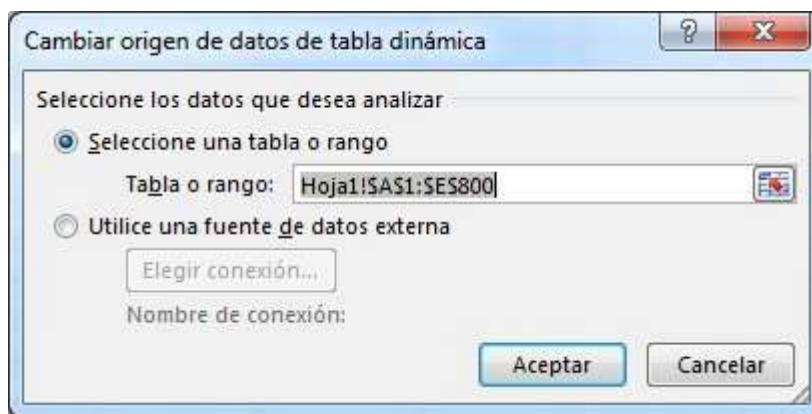 Cambiar origen de datos de tabla dinámica
Seleccione los datos que desea analizar
Seleccione una tabla o rango
Tabla o rango: Hoja1!$A$1:$E$800
Utilice una fuente de datos externa
Elegir conexión...
Nombre de conexión:
Aceptar Cancelar